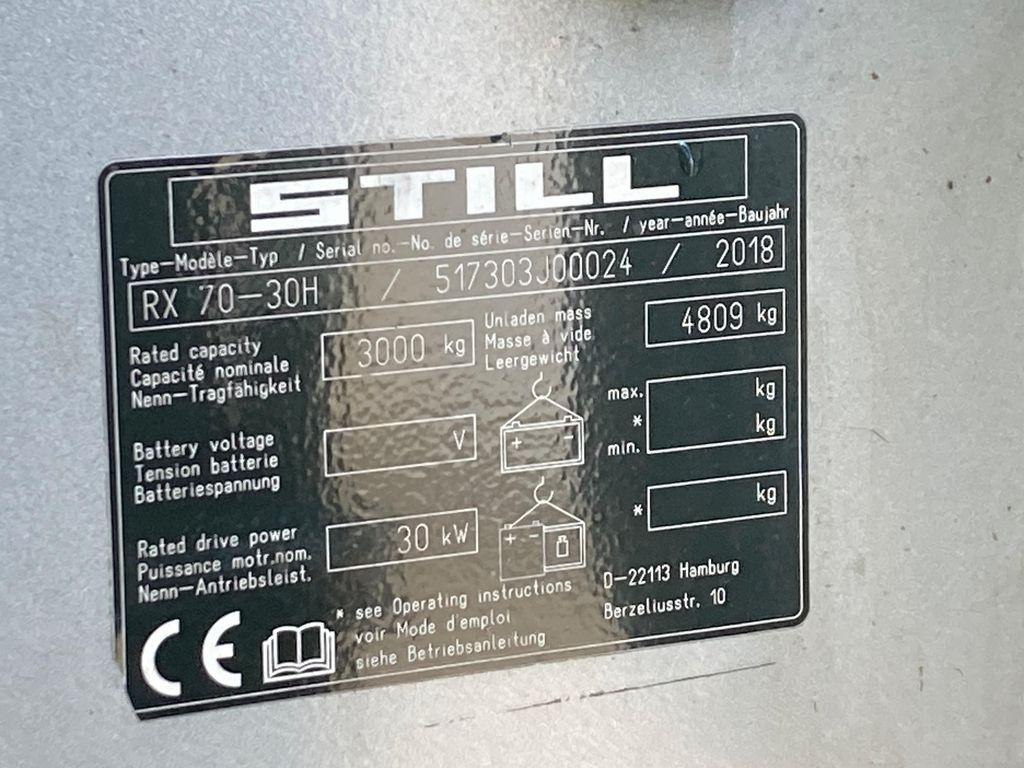 STILL
Type-Modèle-Typ / Serial no.-No. de série-Serien-Nr. / year-année-Baujahr
RX 70-30H / 517303J00024 / 2018
Rated capacity
Capacité nominale
Nenn-Tragfähigkeit
3000 kg
Unladen mass
Masse à vide
Leergewicht
4809 kg
Battery voltage
Tension batterie
Batteriespannung
V
+ -
max.
*
min.
kg
kg
Rated drive power
Puissance motr.nom.
Nenn-Antriebsleist.
30 kW
+ -
* kg
CE
* see Operating instructions
voir Mode d'emploi
siehe Betriebsanleitung
D-22113 Hamburg
Berzeliusstr. 10